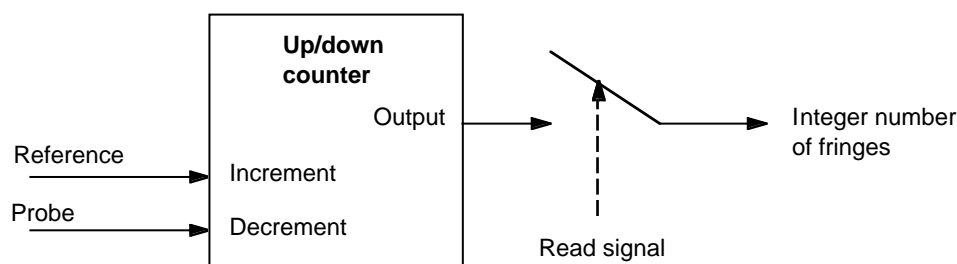 Up/down
counter
Output
Integer number
of fringes
Reference
Increment
Probe
Decrement
Read signal